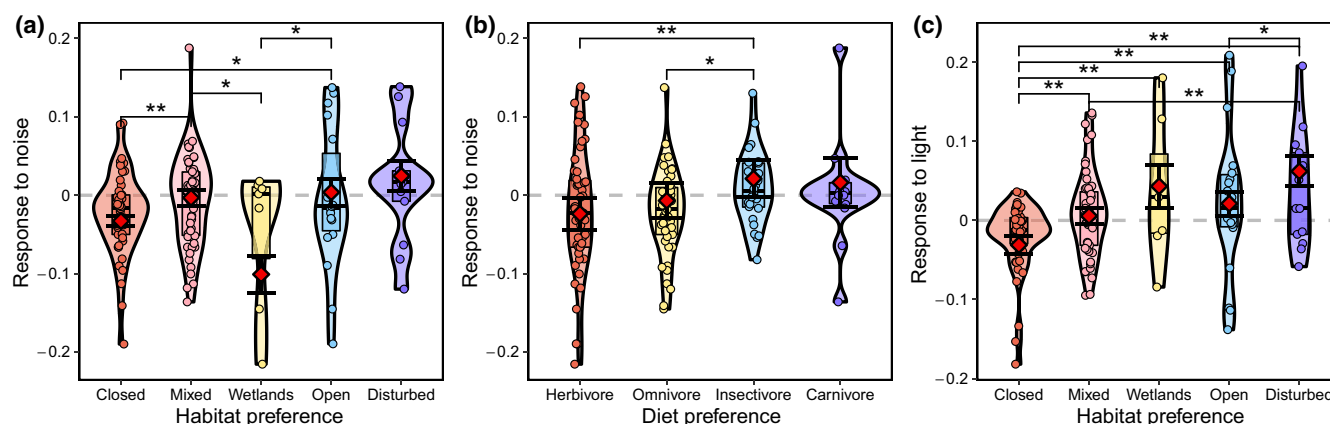 (a)
Response to noise
0.2
0.1
0
−0.1
−0.2
**
*
*
*
Closed Mixed Wetlands Open Disturbed
Habitat preference
(b)
Response to noise
0.2
0.1
0
−0.1
−0.2
**
*
Herbivore Omnivore Insectivore Carnivore
Diet preference
(c)
Response to light
0.2
0.1
0
−0.1
−0.2
**
*
**
**
**
**
Closed Mixed Wetlands Open Disturbed
Habitat preference